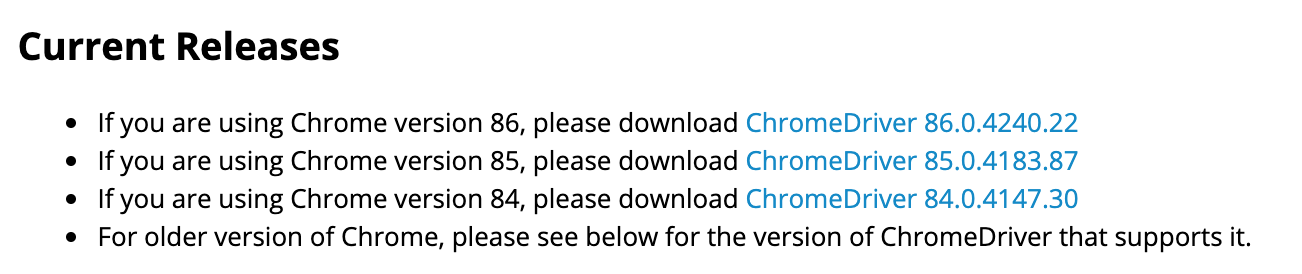 Current Releases
• If you are using Chrome version 86, please download ChromeDriver 86.0.4240.22
• If you are using Chrome version 85, please download ChromeDriver 85.0.4183.87
• If you are using Chrome version 84, please download ChromeDriver 84.0.4147.30
• For older version of Chrome, please see below for the version of ChromeDriver that supports it.